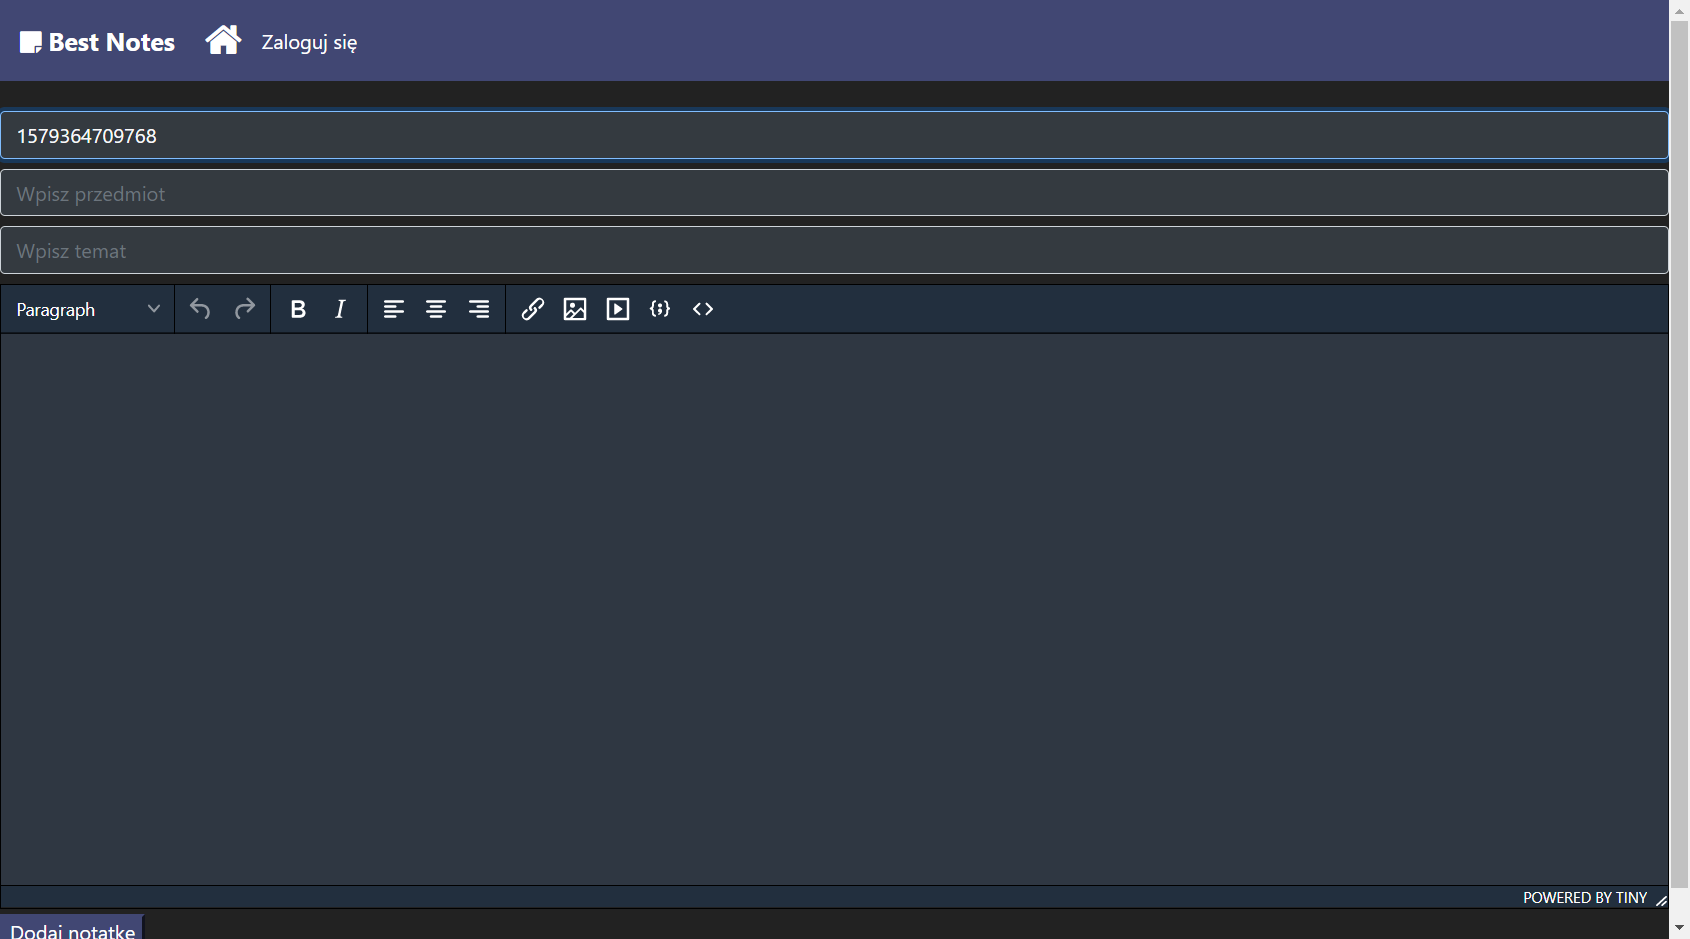 Best Notes Zaloguj się
1579364709768
Wpisz przedmiot
Wpisz temat
Paragraph
POWERED BY TINY
Dodaj notatkę